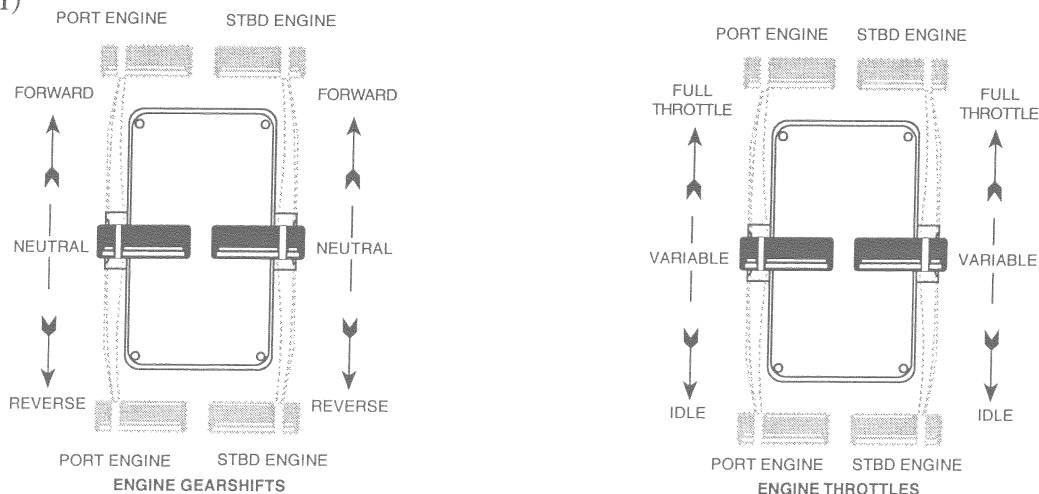 PORT ENGINE STBD ENGINE
FORWARD FORWARD
NEUTRAL NEUTRAL
REVERSE REVERSE
PORT ENGINE STBD ENGINE
ENGINE GEARSHIFTS
PORT ENGINE STBD ENGINE
FULL
THROTTLE
FULL
THROTTLE
VARIABLE VARIABLE
IDLE IDLE
PORT ENGINE STBD ENGINE
ENGINE THROTTLES